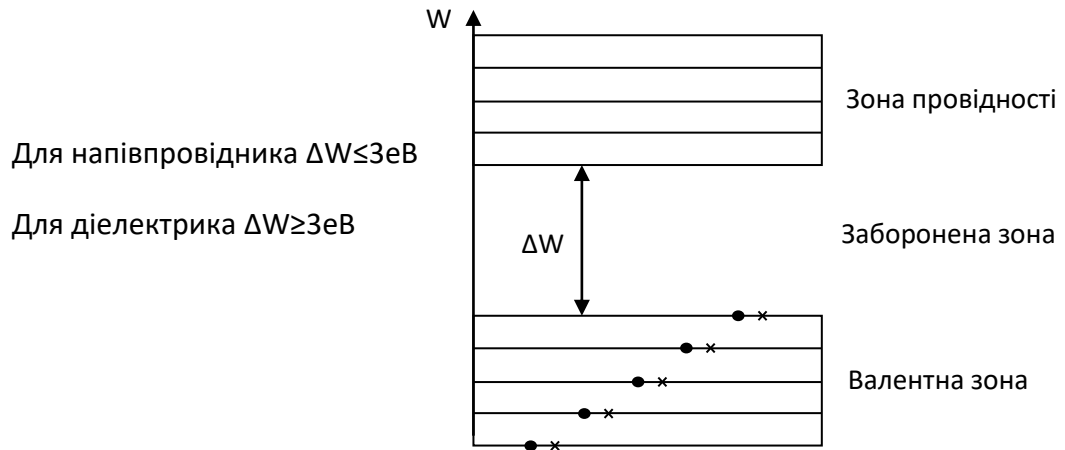 W
Зона провідності
Для напівпровідника ΔW≤3еВ
Для діелектрика ΔW≥3еВ
ΔW
Заборонена зона
Валентна зона